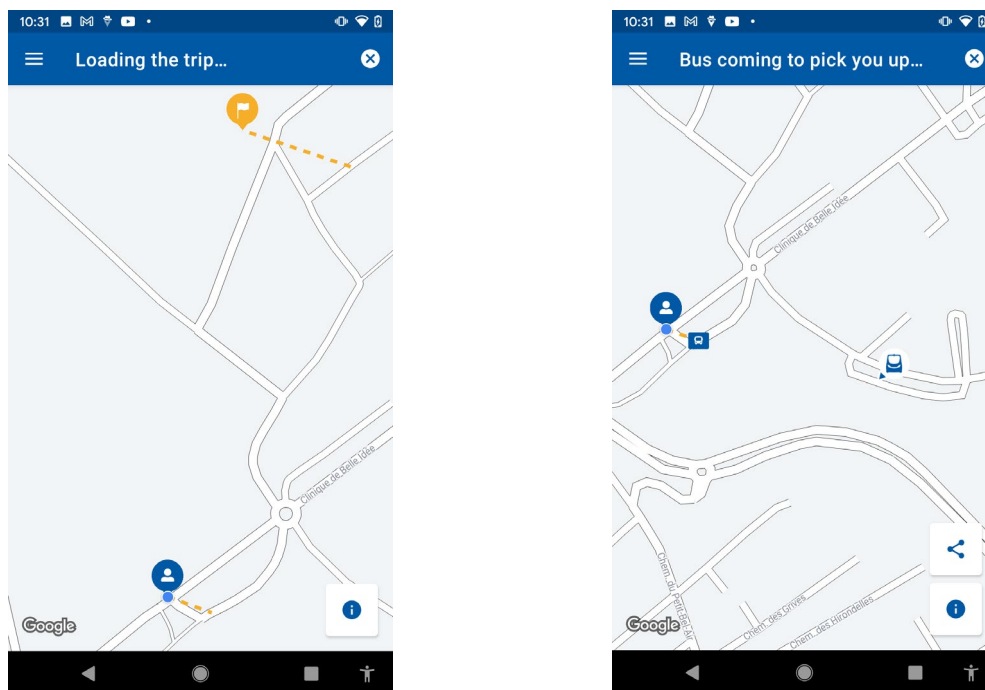 10:31
Loading the trip...
Clinique de Belle Idée
Google
10:31
Bus coming to pick you up...
Clinique de Belle Idée
Chem. du Petit-Bel-Air
Chem. des Grives
Chem. des Hirondelles
Google